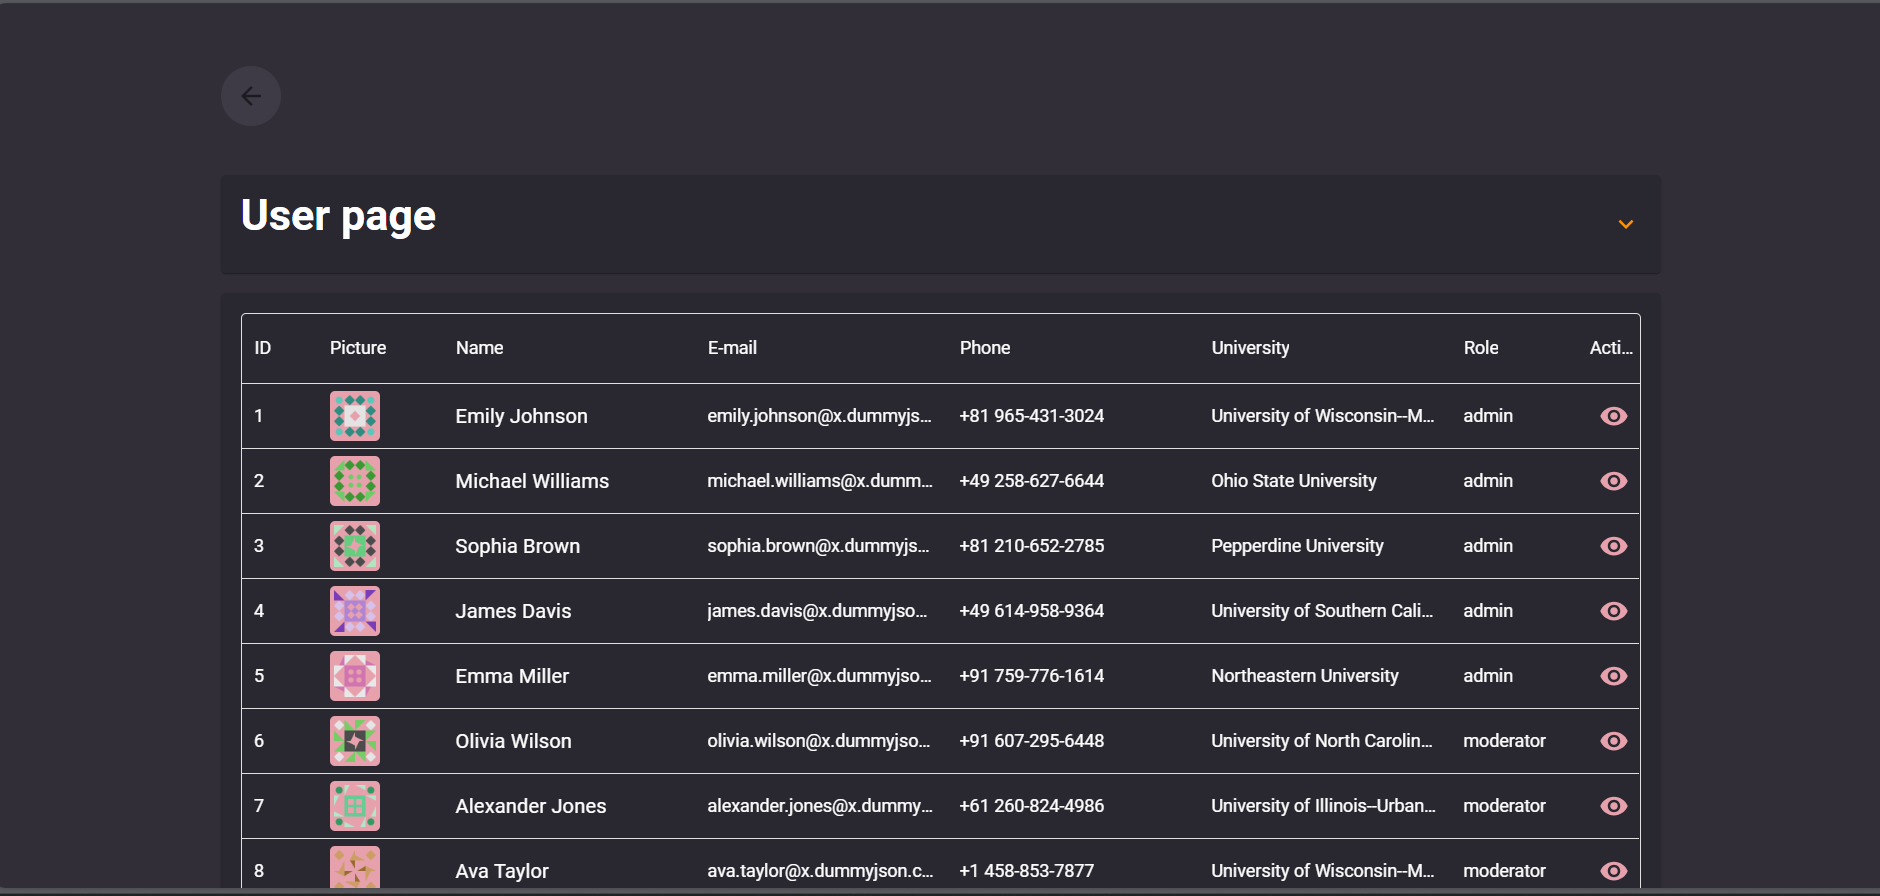 User page
ID Picture Name E-mail Phone University Role Acti...
1 Emily Johnson emily.johnson@x.dummyjs... +81 965-431-3024 University of Wisconsin--M... admin
2 Michael Williams michael.williams@x.dumm... +49 258-627-6644 Ohio State University admin
3 Sophia Brown sophia.brown@x.dummyjs... +81 210-652-2785 Pepperdine University admin
4 James Davis james.davis@x.dummyjso... +49 614-958-9364 University of Southern Cali... admin
5 Emma Miller emma.miller@x.dummyjso... +91 759-776-1614 Northeastern University admin
6 Olivia Wilson olivia.wilson@x.dummyjso... +91 607-295-6448 University of North Carolin... moderator
7 Alexander Jones alexander.jones@x.dummy... +61 260-824-4986 University of Illinois--Urban... moderator
8 Ava Taylor ava.taylor@x.dummyjson.c... +1 458-853-7877 University of Wisconsin--M... moderator